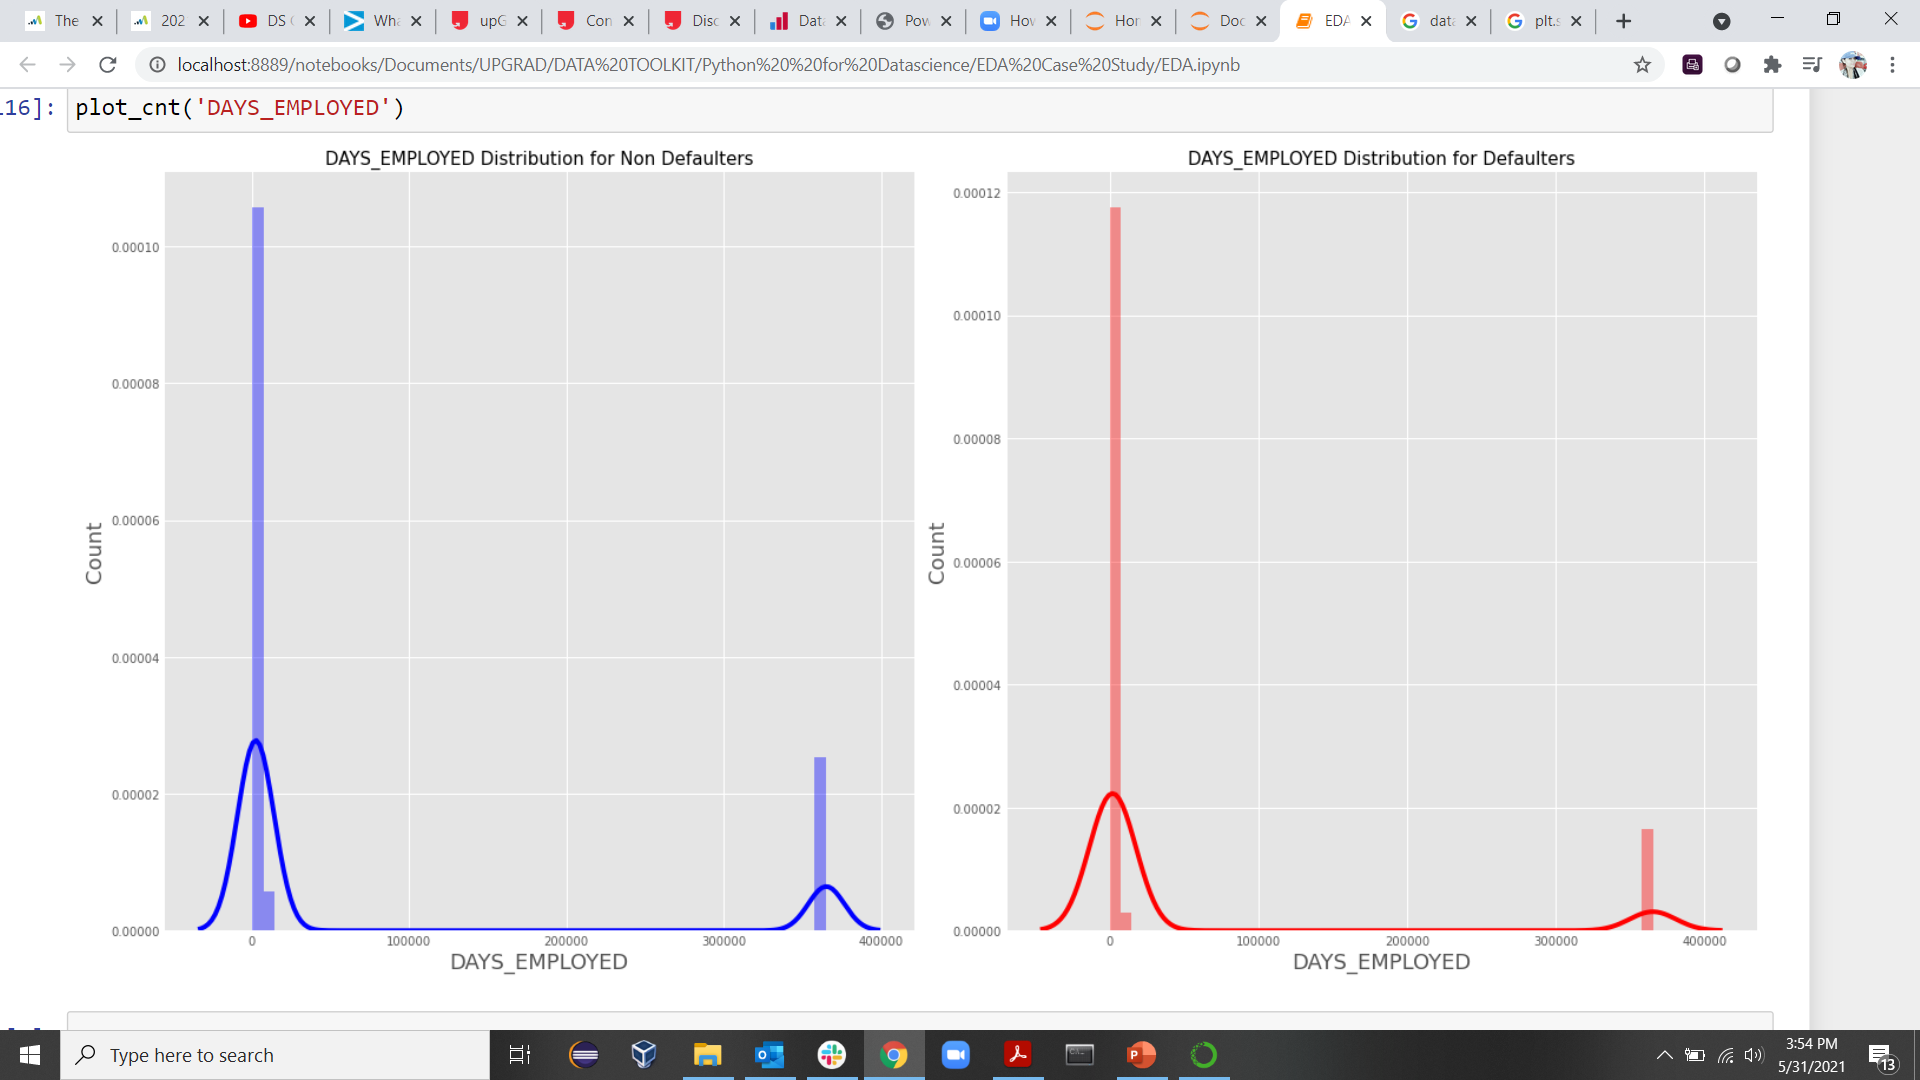 The
202
DS
Wha
upG
Con
Disc
Data
Pow
How
Hor
Doc
EDA
data
plt.s
localhost:8889/notebooks/Documents/UPGRAD/DATA%20TOOLKIT/Python%20%20for%20Datascience/EDA%20Case%20Study/EDA.ipynb
16]: plot_cnt('DAYS_EMPLOYED')
DAYS_EMPLOYED Distribution for Non Defaulters
0.00010
0.00008
0.00006
0.00004
0.00002
0.00000
Count
0 100000 200000 300000 400000
DAYS_EMPLOYED
DAYS_EMPLOYED Distribution for Defaulters
0.00012
0.00010
0.00008
0.00006
0.00004
0.00002
0.00000
Count
0 100000 200000 300000 400000
DAYS_EMPLOYED
Type here to search
3:54 PM
5/31/2021
13